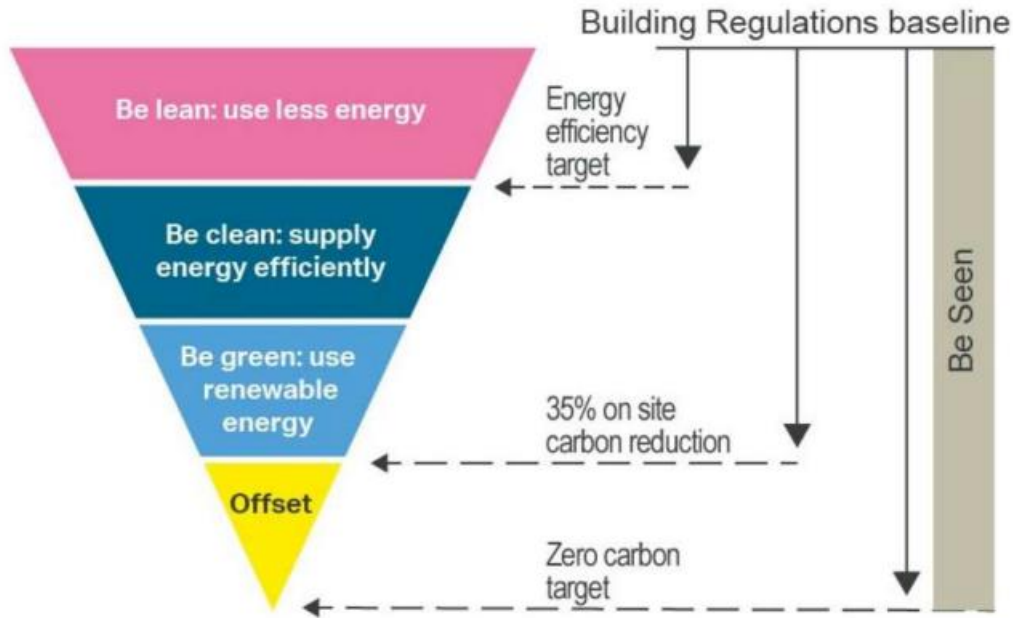 Building Regulations baseline
Be lean: use less energy
Energy
efficiency
target
Be clean: supply
energy efficiently
Be green: use
renewable
energy
35% on site
carbon reduction
Offset
Zero carbon
target
Be Seen